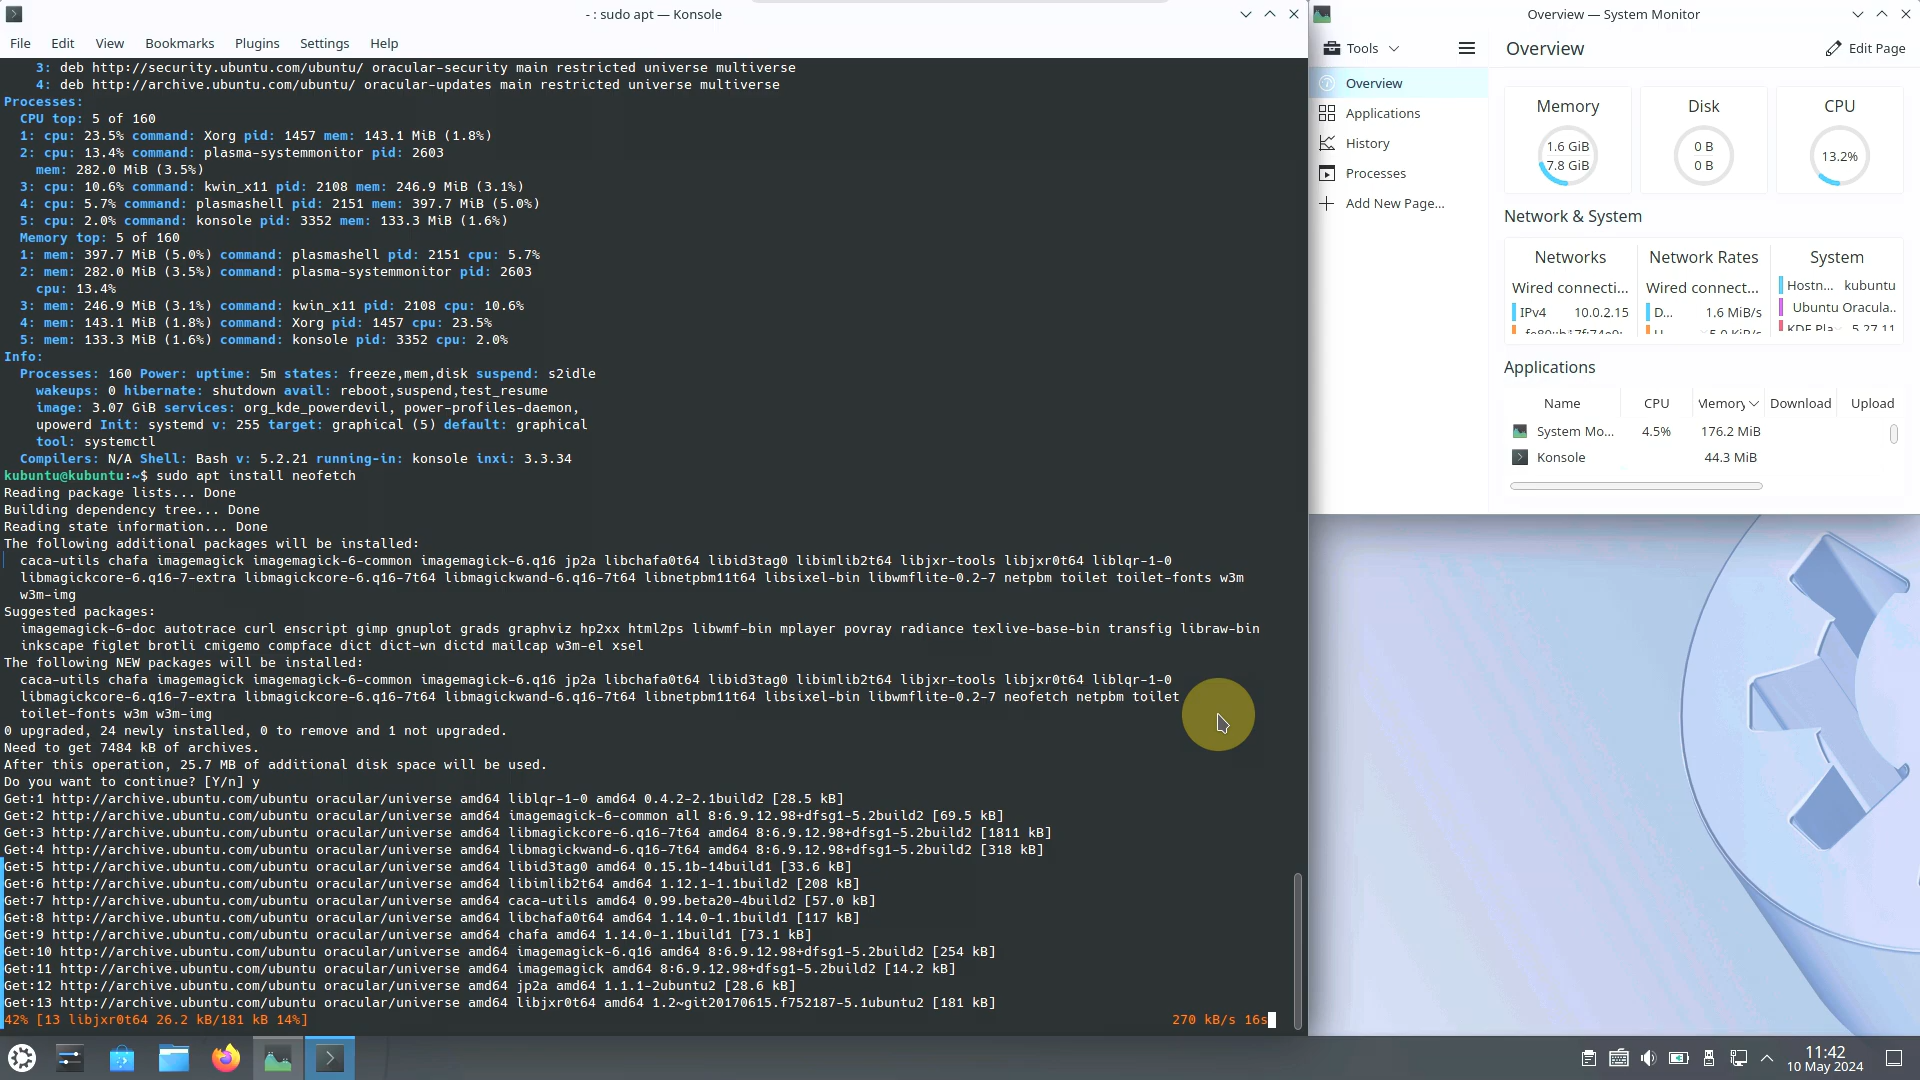 - : sudo apt — Konsole
File Edit View Bookmarks Plugins Settings Help
3: deb http://security.ubuntu.com/ubuntu/ oracular-security main restricted universe multiverse
4: deb http://archive.ubuntu.com/ubuntu/ oracular-updates main restricted universe multiverse
Processes:
CPU top: 5 of 160
1: cpu: 23.5% command: Xorg pid: 1457 mem: 143.1 MiB (1.8%)
2: cpu: 13.4% command: plasma-systemmonitor pid: 2603
mem: 282.0 MiB (3.5%)
3: cpu: 10.6% command: kwin_x11 pid: 2108 mem: 246.9 MiB (3.1%)
4: cpu: 5.7% command: plasmashell pid: 2151 mem: 397.7 MiB (5.0%)
5: cpu: 2.0% command: konsole pid: 3352 mem: 133.3 MiB (1.6%)
Memory top: 5 of 160
1: mem: 397.7 MiB (5.0%) command: plasmashell pid: 2151 cpu: 5.7%
2: mem: 282.0 MiB (3.5%) command: plasma-systemmonitor pid: 2603
cpu: 13.4%
3: mem: 246.9 MiB (3.1%) command: kwin_x11 pid: 2108 cpu: 10.6%
4: mem: 143.1 MiB (1.8%) command: Xorg pid: 1457 cpu: 23.5%
5: mem: 133.3 MiB (1.6%) command: konsole pid: 3352 cpu: 2.0%
Info:
Processes: 160 Power: uptime: 5m states: freeze,mem,disk suspend: s2idle
wakeups: 0 hibernate: shutdown avail: reboot,suspend,test_resume
image: 3.07 GiB services: org_kde_powerdevil, power-profiles-daemon,
upowerd Init: systemd v: 255 target: graphical (5) default: graphical
tool: systemctl
Compilers: N/A Shell: Bash v: 5.2.21 running-in: konsole inxi: 3.3.34
kubuntu@kubuntu:~$ sudo apt install neofetch
Reading package lists... Done
Building dependency tree... Done
Reading state information... Done
The following additional packages will be installed:
caca-utils chafa imagemagick imagemagick-6-common imagemagick-6.q16 jp2a libchafa0t64 libid3tag0 libimlib2t64 libjxr-tools libjxr0t64 liblqr-1-0
libmagickcore-6.q16-7-extra libmagickcore-6.q16-7t64 libmagickwand-6.q16-7t64 libnetpbm11t64 libsixel-bin libwmflite-0.2-7 netpbm toilet toilet-fonts w3m
w3m-img
Suggested packages:
imagemagick-6-doc autotrace curl enscript gimp gnuplot grads graphviz hp2xx html2ps libwmf-bin mplayer povray radiance texlive-base-bin transfig libraw-bin
inkscape figlet brotli cmigemo compface dict dict-wn dictd mailcap w3m-el xsel
The following NEW packages will be installed:
caca-utils chafa imagemagick imagemagick-6-common imagemagick-6.q16 jp2a libchafa0t64 libid3tag0 libimlib2t64 libjxr-tools libjxr0t64 liblqr-1-0
libmagickcore-6.q16-7-extra libmagickcore-6.q16-7t64 libmagickwand-6.q16-7t64 libnetpbm11t64 libsixel-bin libwmflite-0.2-7 neofetch netpbm toilet
toilet-fonts w3m w3m-img
0 upgraded, 24 newly installed, 0 to remove and 1 not upgraded.
Need to get 7484 kB of archives.
After this operation, 25.7 MB of additional disk space will be used.
Do you want to continue? [Y/n] y
Get:1 http://archive.ubuntu.com/ubuntu oracular/universe amd64 liblqr-1-0 amd64 0.4.2-2.1build2 [28.5 kB]
Get:2 http://archive.ubuntu.com/ubuntu oracular/universe amd64 imagemagick-6-common all 8:6.9.12.98+dfsg1-5.2build2 [69.5 kB]
Get:3 http://archive.ubuntu.com/ubuntu oracular/universe amd64 libmagickcore-6.q16-7t64 amd64 8:6.9.12.98+dfsg1-5.2build2 [1811 kB]
Get:4 http://archive.ubuntu.com/ubuntu oracular/universe amd64 libmagickwand-6.q16-7t64 amd64 8:6.9.12.98+dfsg1-5.2build2 [318 kB]
Get:5 http://archive.ubuntu.com/ubuntu oracular/universe amd64 libid3tag0 amd64 0.15.1b-14build1 [33.6 kB]
Get:6 http://archive.ubuntu.com/ubuntu oracular/universe amd64 libimlib2t64 amd64 1.12.1-1.1build2 [208 kB]
Get:7 http://archive.ubuntu.com/ubuntu oracular/universe amd64 caca-utils amd64 0.99.beta20-4build2 [57.0 kB]
Get:8 http://archive.ubuntu.com/ubuntu oracular/universe amd64 libchafa0t64 amd64 1.14.0-1.1build1 [117 kB]
Get:9 http://archive.ubuntu.com/ubuntu oracular/universe amd64 chafa amd64 1.14.0-1.1build1 [73.1 kB]
Get:10 http://archive.ubuntu.com/ubuntu oracular/universe amd64 imagemagick-6.q16 amd64 8:6.9.12.98+dfsg1-5.2build2 [254 kB]
Get:11 http://archive.ubuntu.com/ubuntu oracular/universe amd64 imagemagick amd64 8:6.9.12.98+dfsg1-5.2build2 [14.2 kB]
Get:12 http://archive.ubuntu.com/ubuntu oracular/universe amd64 jp2a amd64 1.1.1-2ubuntu2 [28.6 kB]
Get:13 http://archive.ubuntu.com/ubuntu oracular/universe amd64 libjxr0t64 amd64 1.2~git20170615.f752187-5.1ubuntu2 [181 kB]
42% [13 libjxr0t64 26.2 kB/181 kB 14%] 270 kB/s 16s
Overview — System Monitor
Tools
Overview
Edit Page
Overview
Applications
History
Processes
Add New Page...
Memory Disk CPU
1.6 GiB 0 B 13.2%
7.8 GiB 0 B
Network & System
Networks Network Rates System
Wired connecti... Wired connect... Hostn... kubuntu
IPv4 10.0.2.15 D... 1.6 MiB/s Ubuntu Oracula..
KDE Pla 5.27.11
Applications
Name CPU Memory Download Upload
System Mo... 4.5% 176.2 MiB
Konsole 44.3 MiB
11:42
10 May 2024